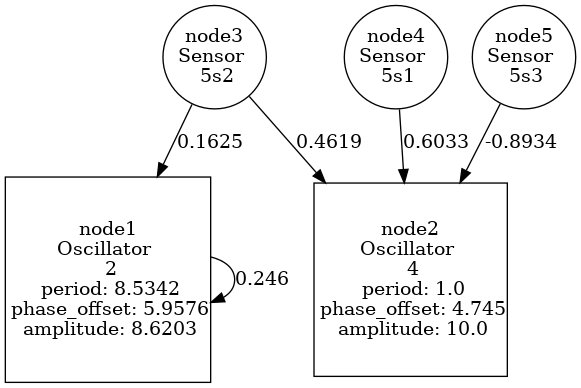 node3
Sensor
5s2
node4
Sensor
5s1
node5
Sensor
5s3
0.1625
0.4619
0.6033
-0.8934
node1
Oscillator
2
period: 8.5342
phase_offset: 5.9576
amplitude: 8.6203
0.246
node2
Oscillator
4
period: 1.0
phase_offset: 4.745
amplitude: 10.0